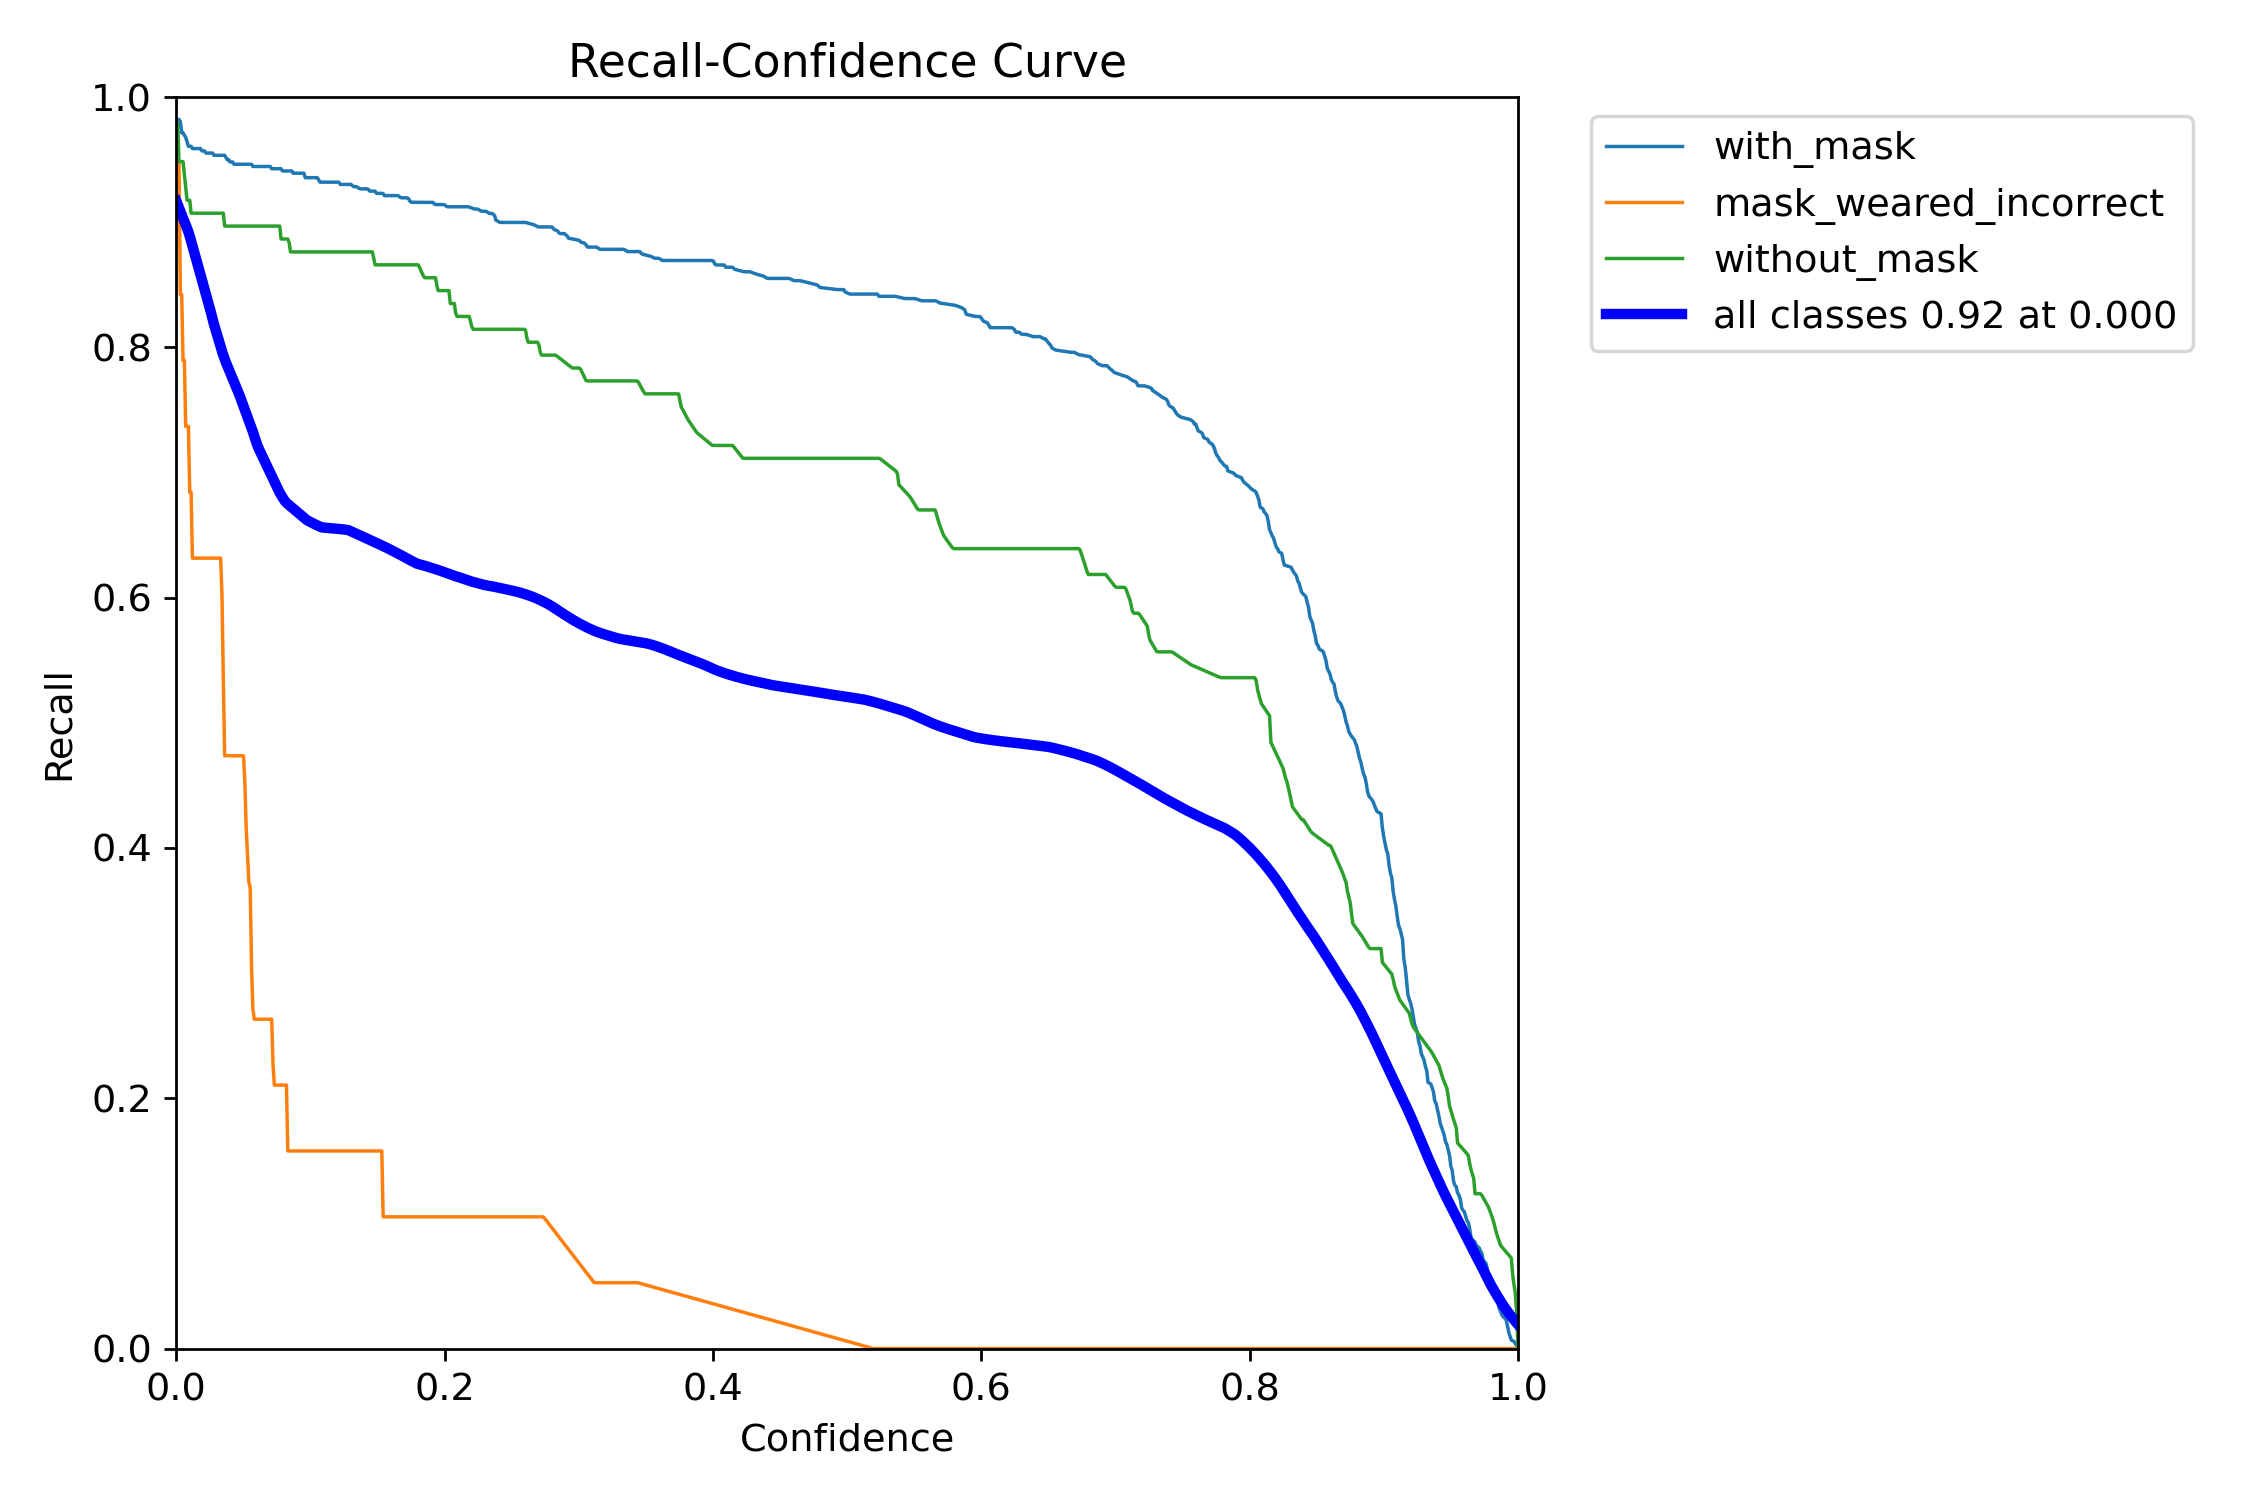 Recall-Confidence Curve
1.0
0.8
0.6
0.4
0.2
0.0
Recall
0.0 0.2 0.4 0.6 0.8 1.0
Confidence
with_mask
mask_weared_incorrect
without_mask
all classes 0.92 at 0.000